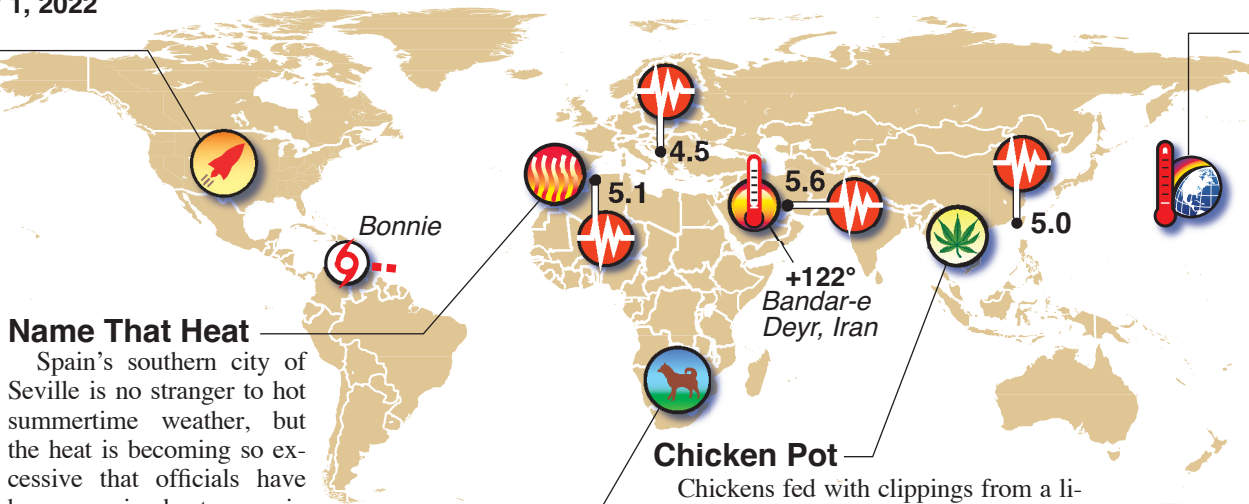 1, 2022
4.5
5.1
5.6
5.0
Bonnie
+122°
Bandar-e
Deyr, Iran
Name That Heat
Spain's southern city of
Seville is no stranger to hot
summertime weather, but
the heat is becoming so ex-
cessive that officials have
Chicken Pot
Chickens fed with clippings from a li-